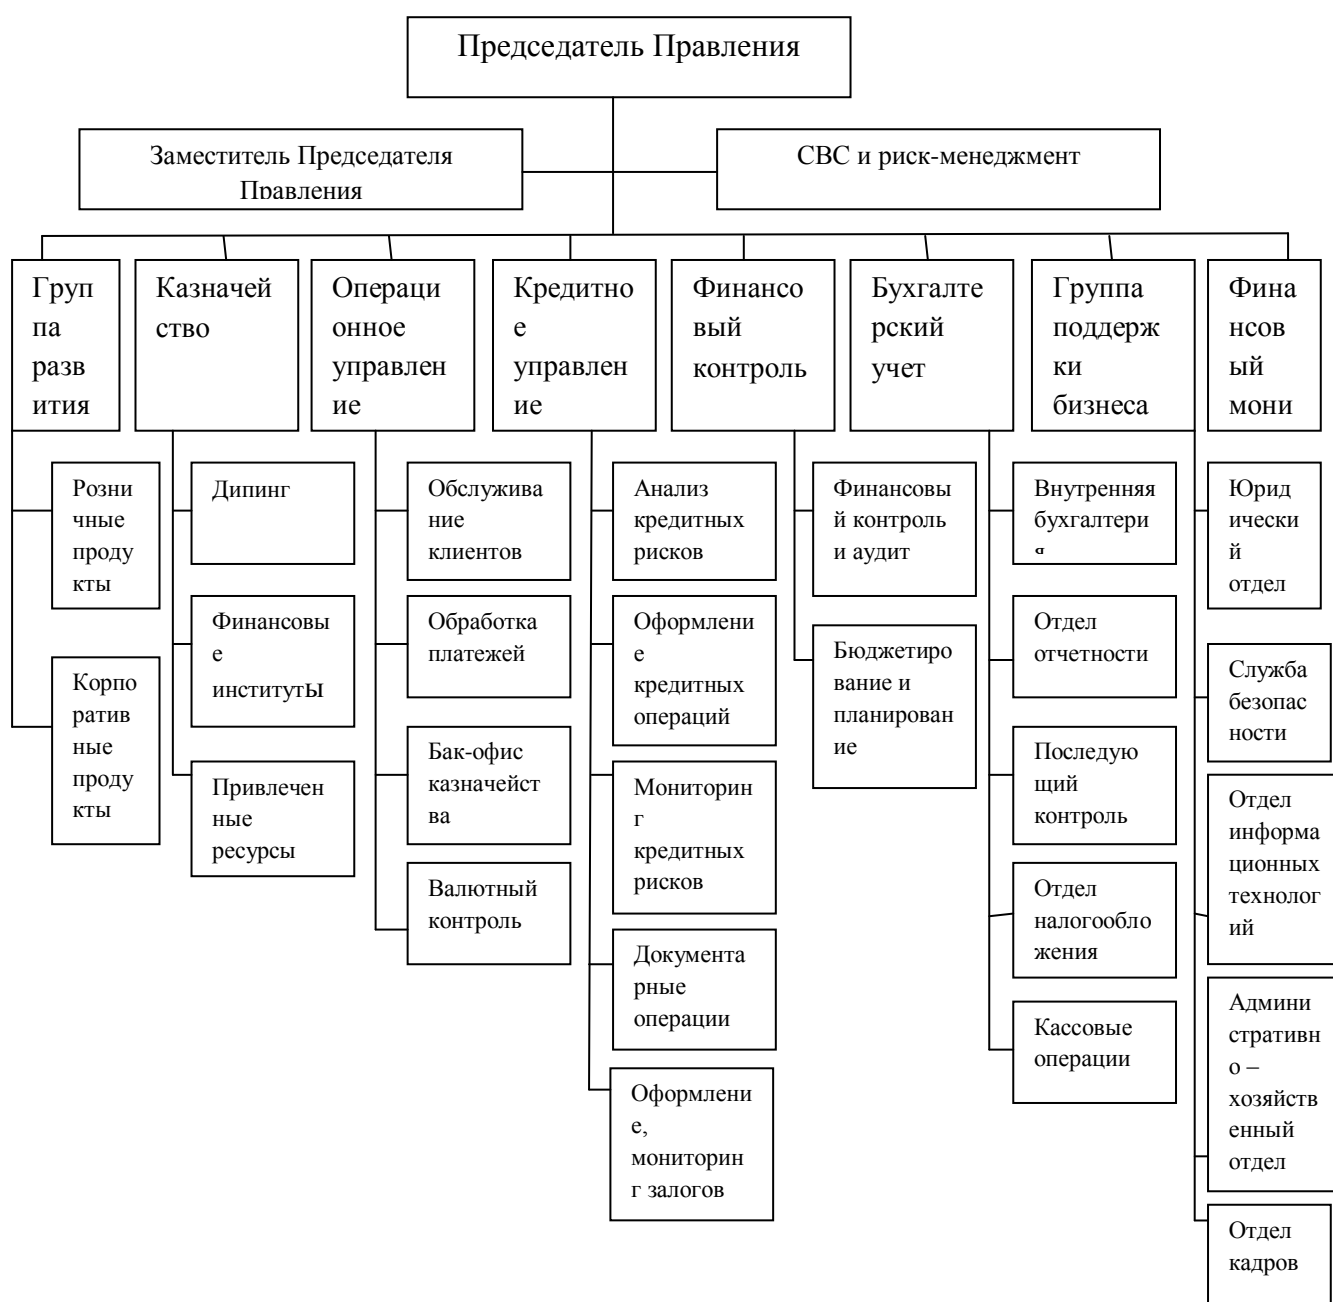 Председатель Правления
Заместитель Председателя
Правления
СВС и риск-менеджмент
Груп
па
разв
ития
Казначей
ство
Операци
онное
управлен
ие
Кредитно
е
управлен
ие
Финансо
вый
контроль
Бухгалте
рский
учет
Группа
поддерж
ки
бизнеса
Фина
нсов
ый
мони
Розни
чные
проду
кты
Корпо
ратив
ные
проду
кты
Дипинг
Финансовы
е
институты
Привлечен
ные
ресурсы
Обслужива
ние
клиентов
Обработка
платежей
Бак-офис
казначейст
ва
Валютный
контроль
Анализ
кредитных
рисков
Оформлени
е
кредитных
операций
Мониторин
г
кредитных
рисков
Документа
рные
операции
Оформлени
е,
мониторин
г залогов
Финансовы
й контроль
и аудит
Бюджетиро
вание и
планирован
ие
Внутренняя
бухгалтери
я
Отдел
отчетности
Последую
щий
контроль
Отдел
налогообло
жения
Кассовые
операции
Юрид
ически
й
отдел
Служба
безопас
ности
Отдел
информа
ционных
технолог
ий
Админи
стративн
о –
хозяйств
енный
отдел
Отдел
кадров